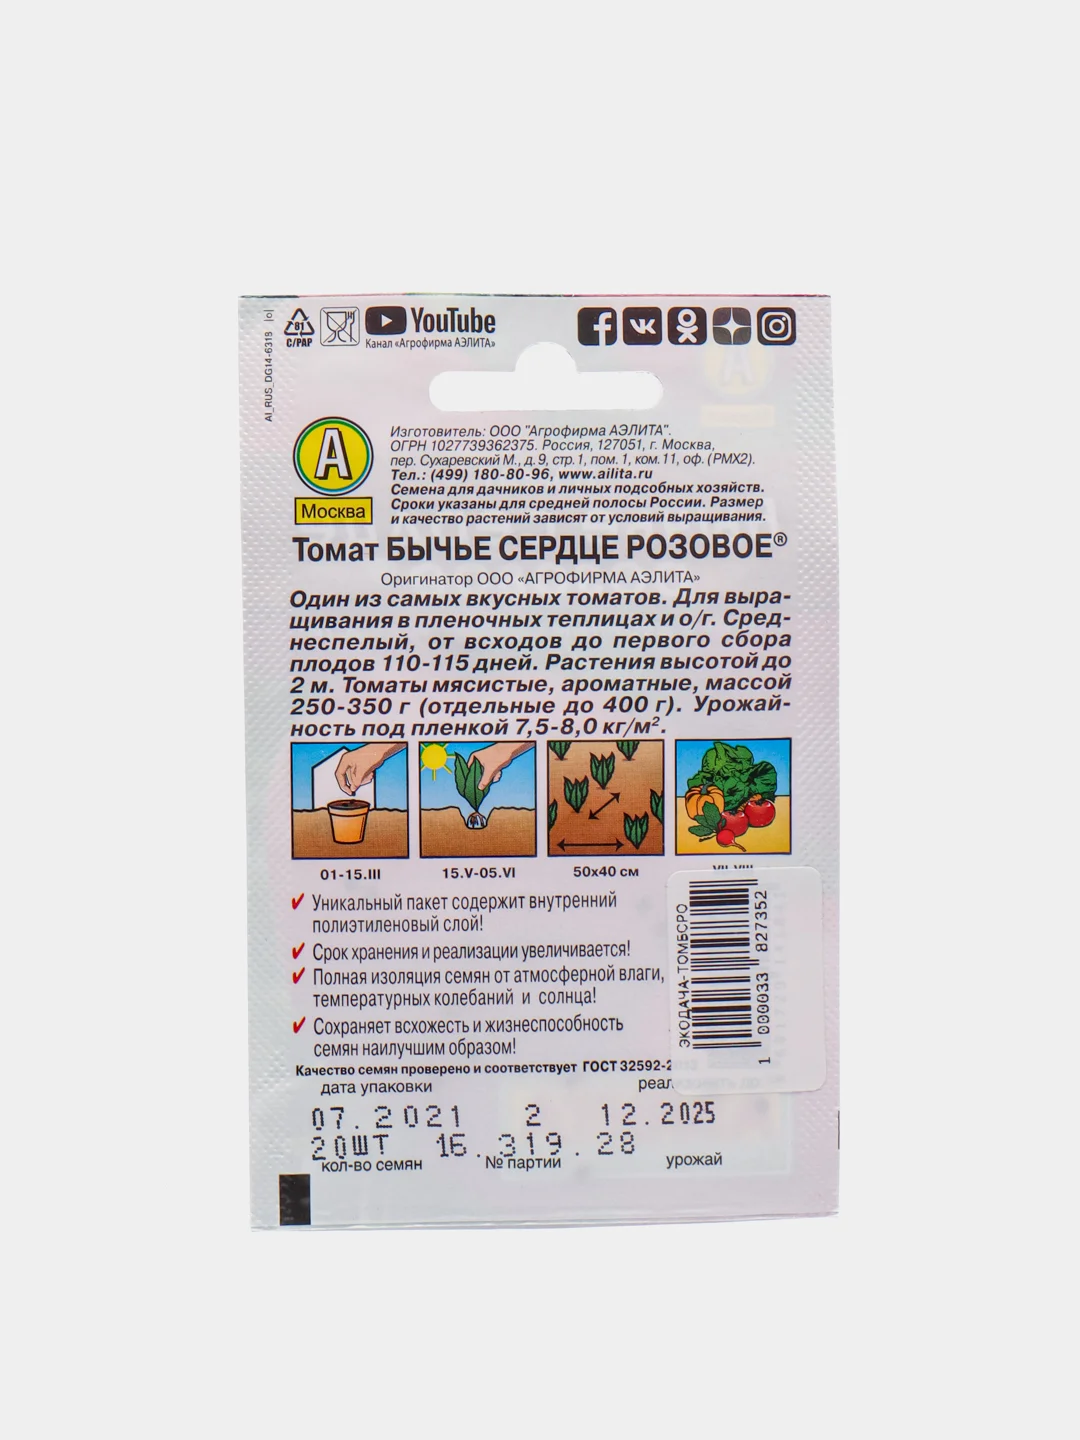 AI_RUS_DG14-6319 |o|
81
C/PAP
YouTube
Канал «Агрофирма АЭЛИТА»
А
Москва
Изготовитель: ООО "Агрофирма АЭЛИТА".
ОГРН 1027739362375. Россия, 127051, г. Москва,
пер. Сухаревский М., д. 9, стр. 1, пом. 1, ком. 11, оф. (РМХ2).
Тел.: (499) 180-80-96, www.ailita.ru
Семена для дачников и личных подсобных хозяйств.
Сроки указаны для средней полосы России. Размер
и качество растений зависят от условий выращивания.
Томат БЫЧЬЕ СЕРДЦЕ РОЗОВОЕ®
Оригинатор ООО «АГРОФИРМА АЭЛИТА»
Один из самых вкусных томатов. Для выра-
щивания в пленочных теплицах и о/г. Сред-
неспелый, от всходов до первого сбора
плодов 110-115 дней. Растения высотой до
2 м. Томаты мясистые, ароматные, массой
250-350 г (отдельные до 400 г). Урожай-
ность под пленкой 7,5-8,0 кг/м².
01-15.III 15.V-05.VI 50x40 см
Уникальный пакет содержит внутренний
полиэтиленовый слой!
Срок хранения и реализации увеличивается!
Полная изоляция семян от атмосферной влаги,
температурных колебаний и солнца!
Сохраняет всхожесть и жизнеспособность
семян наилучшим образом!
ЭКОДАЧА-ТОМБСРО
1 000033 827352
Качество семян проверено и соответствует ГОСТ 32592-2
дата упаковки
07.2021 2 12.2025
20ШТ 16.319.28
кол-во семян № партии урожай